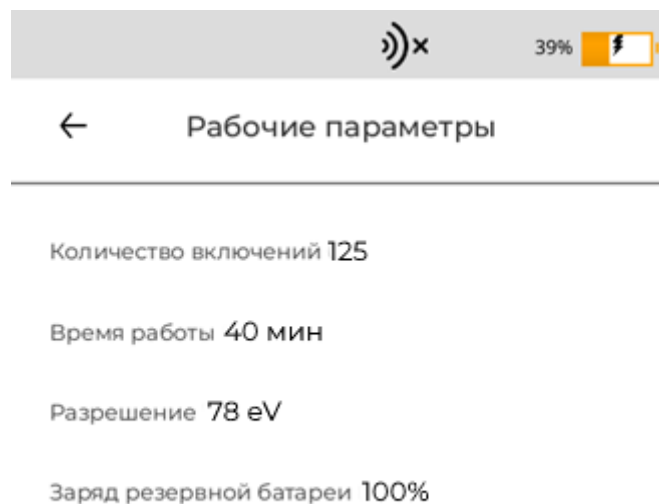 39%
Рабочие параметры
Количество включений 125
Время работы 40 мин
Разрешение 78 eV
Заряд резервной батареи 100%